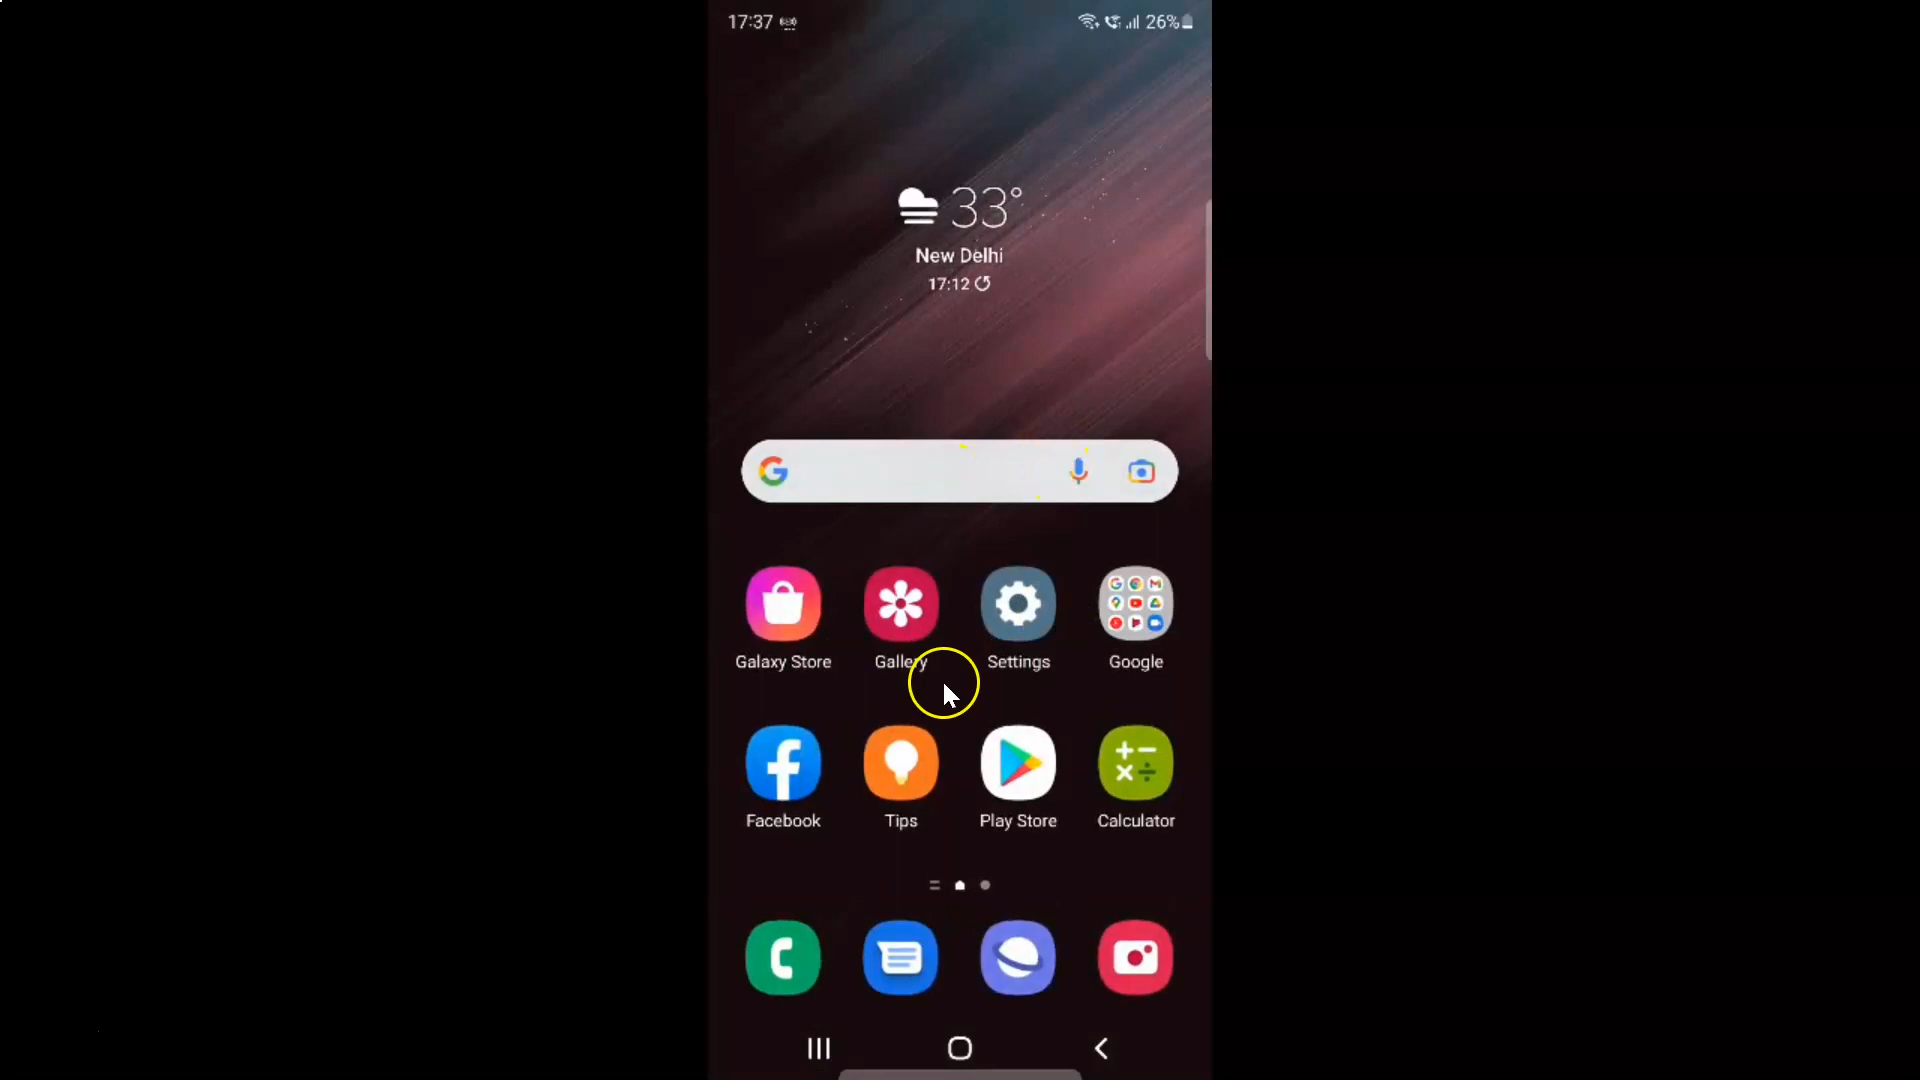 17:37 26%
33°
New Delhi
17:12
Galaxy Store Gallery Settings Google
Facebook Tips Play Store Calculator